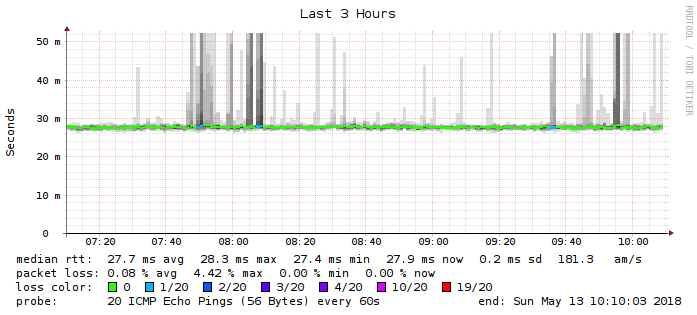 Last 3 Hours
RRDTOOL / TOBI OETIKER
Seconds
50 m
40 m
30 m
20 m
10 m
0
07:20 07:40 08:00 08:20 08:40 09:00 09:20 09:40 10:00
median rtt: 27.7 ms avg 28.3 ms max 27.4 ms min 27.9 ms now 0.2 ms sd 181.3 am/s
packet loss: 0.08 % avg 4.42 % max 0.00 % min 0.00 % now
loss color: 0 1/20 2/20 3/20 4/20 10/20 19/20
probe: 20 ICMP Echo Pings (56 Bytes) every 60s end: Sun May 13 10:10:03 2018